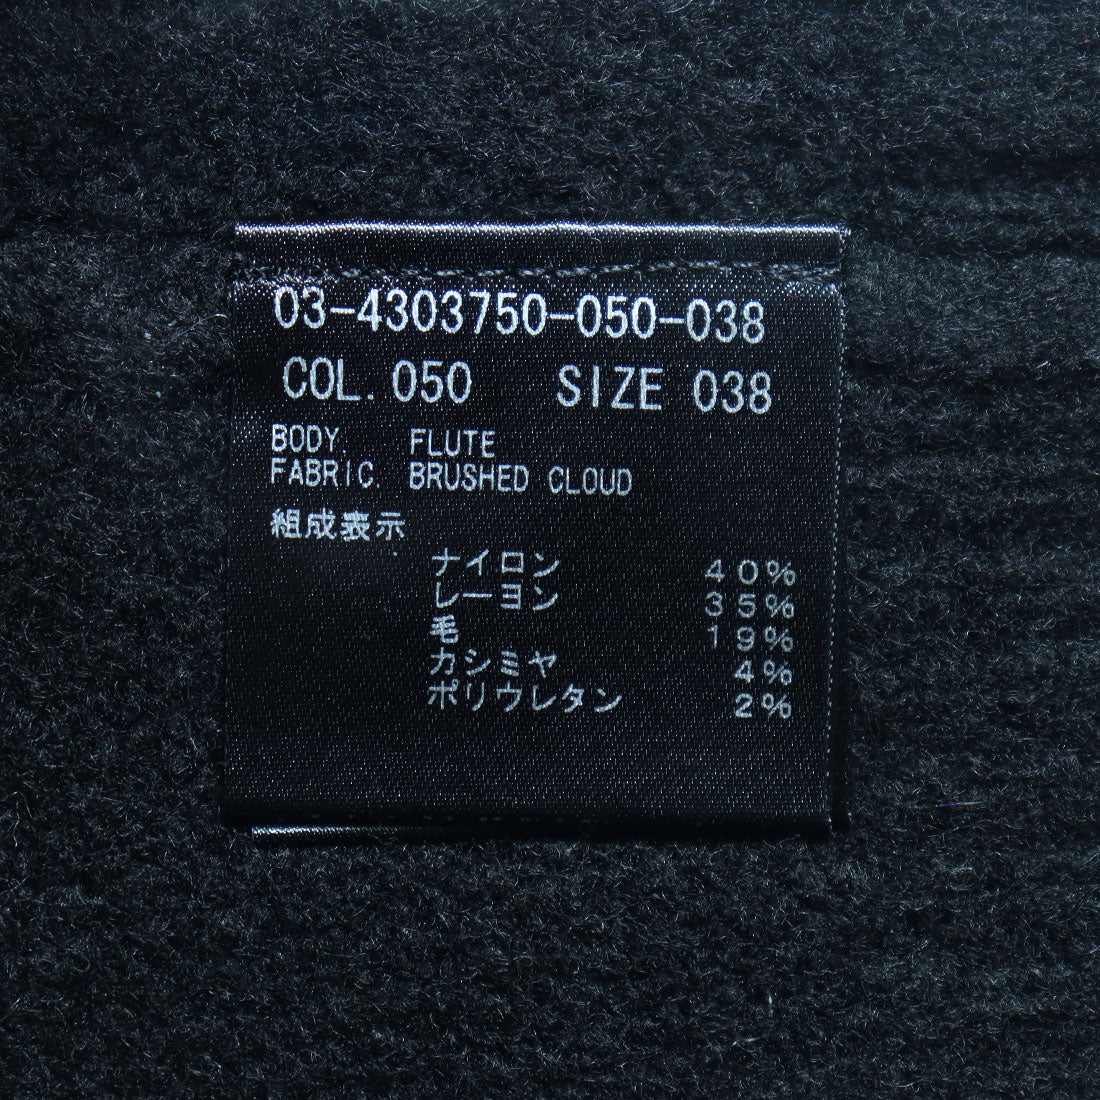 03-4303750-050-038
COL. 050 SIZE 038
BODY. FLUTE
FABRIC. BRUSHED CLOUD
組成表示
ナイロン 40%
レーヨン 35%
毛 19%
カシミヤ 4%
ポリウレタン 2%